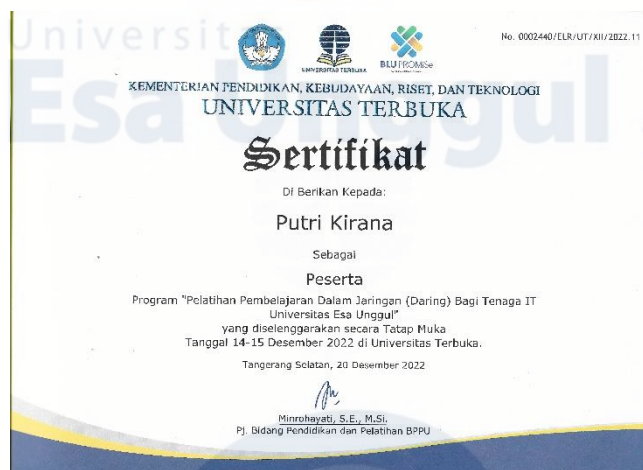 Universitas
Esa Unggul
No. 0002440/ELR/UT/XII/2022.11
UNIVERSITAS TERBUKA
BLU PROMISE
KEMENTERIAN PENDIDIKAN, KEBUDAYAAN, RISET, DAN TEKNOLOGI
UNIVERSITAS TERBUKA
Sertifikat
Di Berikan Kepada:
Putri Kirana
Sebagai
Peserta
Program "Pelatihan Pembelajaran Dalam Jaringan (Daring) Bagi Tenaga IT
Universitas Esa Unggul"
yang diselenggarakan secara Tatap Muka
Tanggal 14-15 Desember 2022 di Universitas Terbuka.
Tangerang Selatan, 20 Desember 2022
Minrohayati, S.E., M.Si.
Pj. Bidang Pendidikan dan Pelatihan BPPU